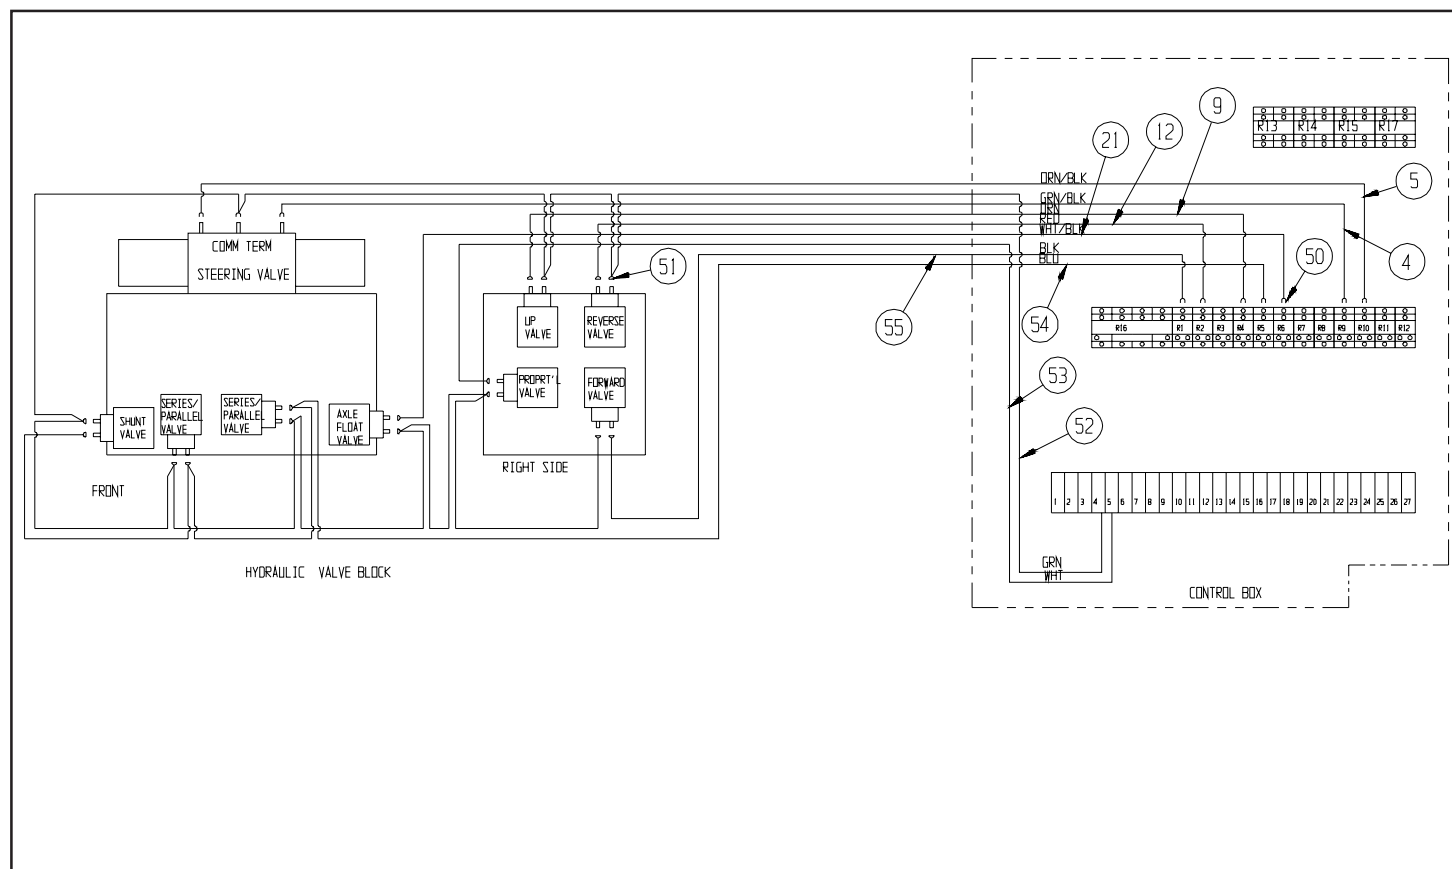 9
12
21
R13 R14 R15 R17
5
ORN/BLK
GRN/BLK
ORN
RED
WHT/BLK
BLK
BLU
COMM TERM
STEERING VALVE
51
50
4
55
54
UP
VALVE
REVERSE
VALVE
R16 R1 R2 R3 R4 R5 R6 R7 R8 R9 R10 R11 R12
PROPRT'L
VALVE
FORWARD
VALVE
53
SHUNT
VALVE
SERIES/
PARALLEL
VALVE
SERIES/
PARALLEL
VALVE
AXLE
FLOAT
VALVE
52
RIGHT SIDE
FRONT
1 2 3 4 5 6 7 8 9 10 11 12 13 14 15 16 17 18 19 20 21 22 23 24 25 26 27
GRN
WHT
HYDRAULIC VALVE BLOCK
CONTROL BOX